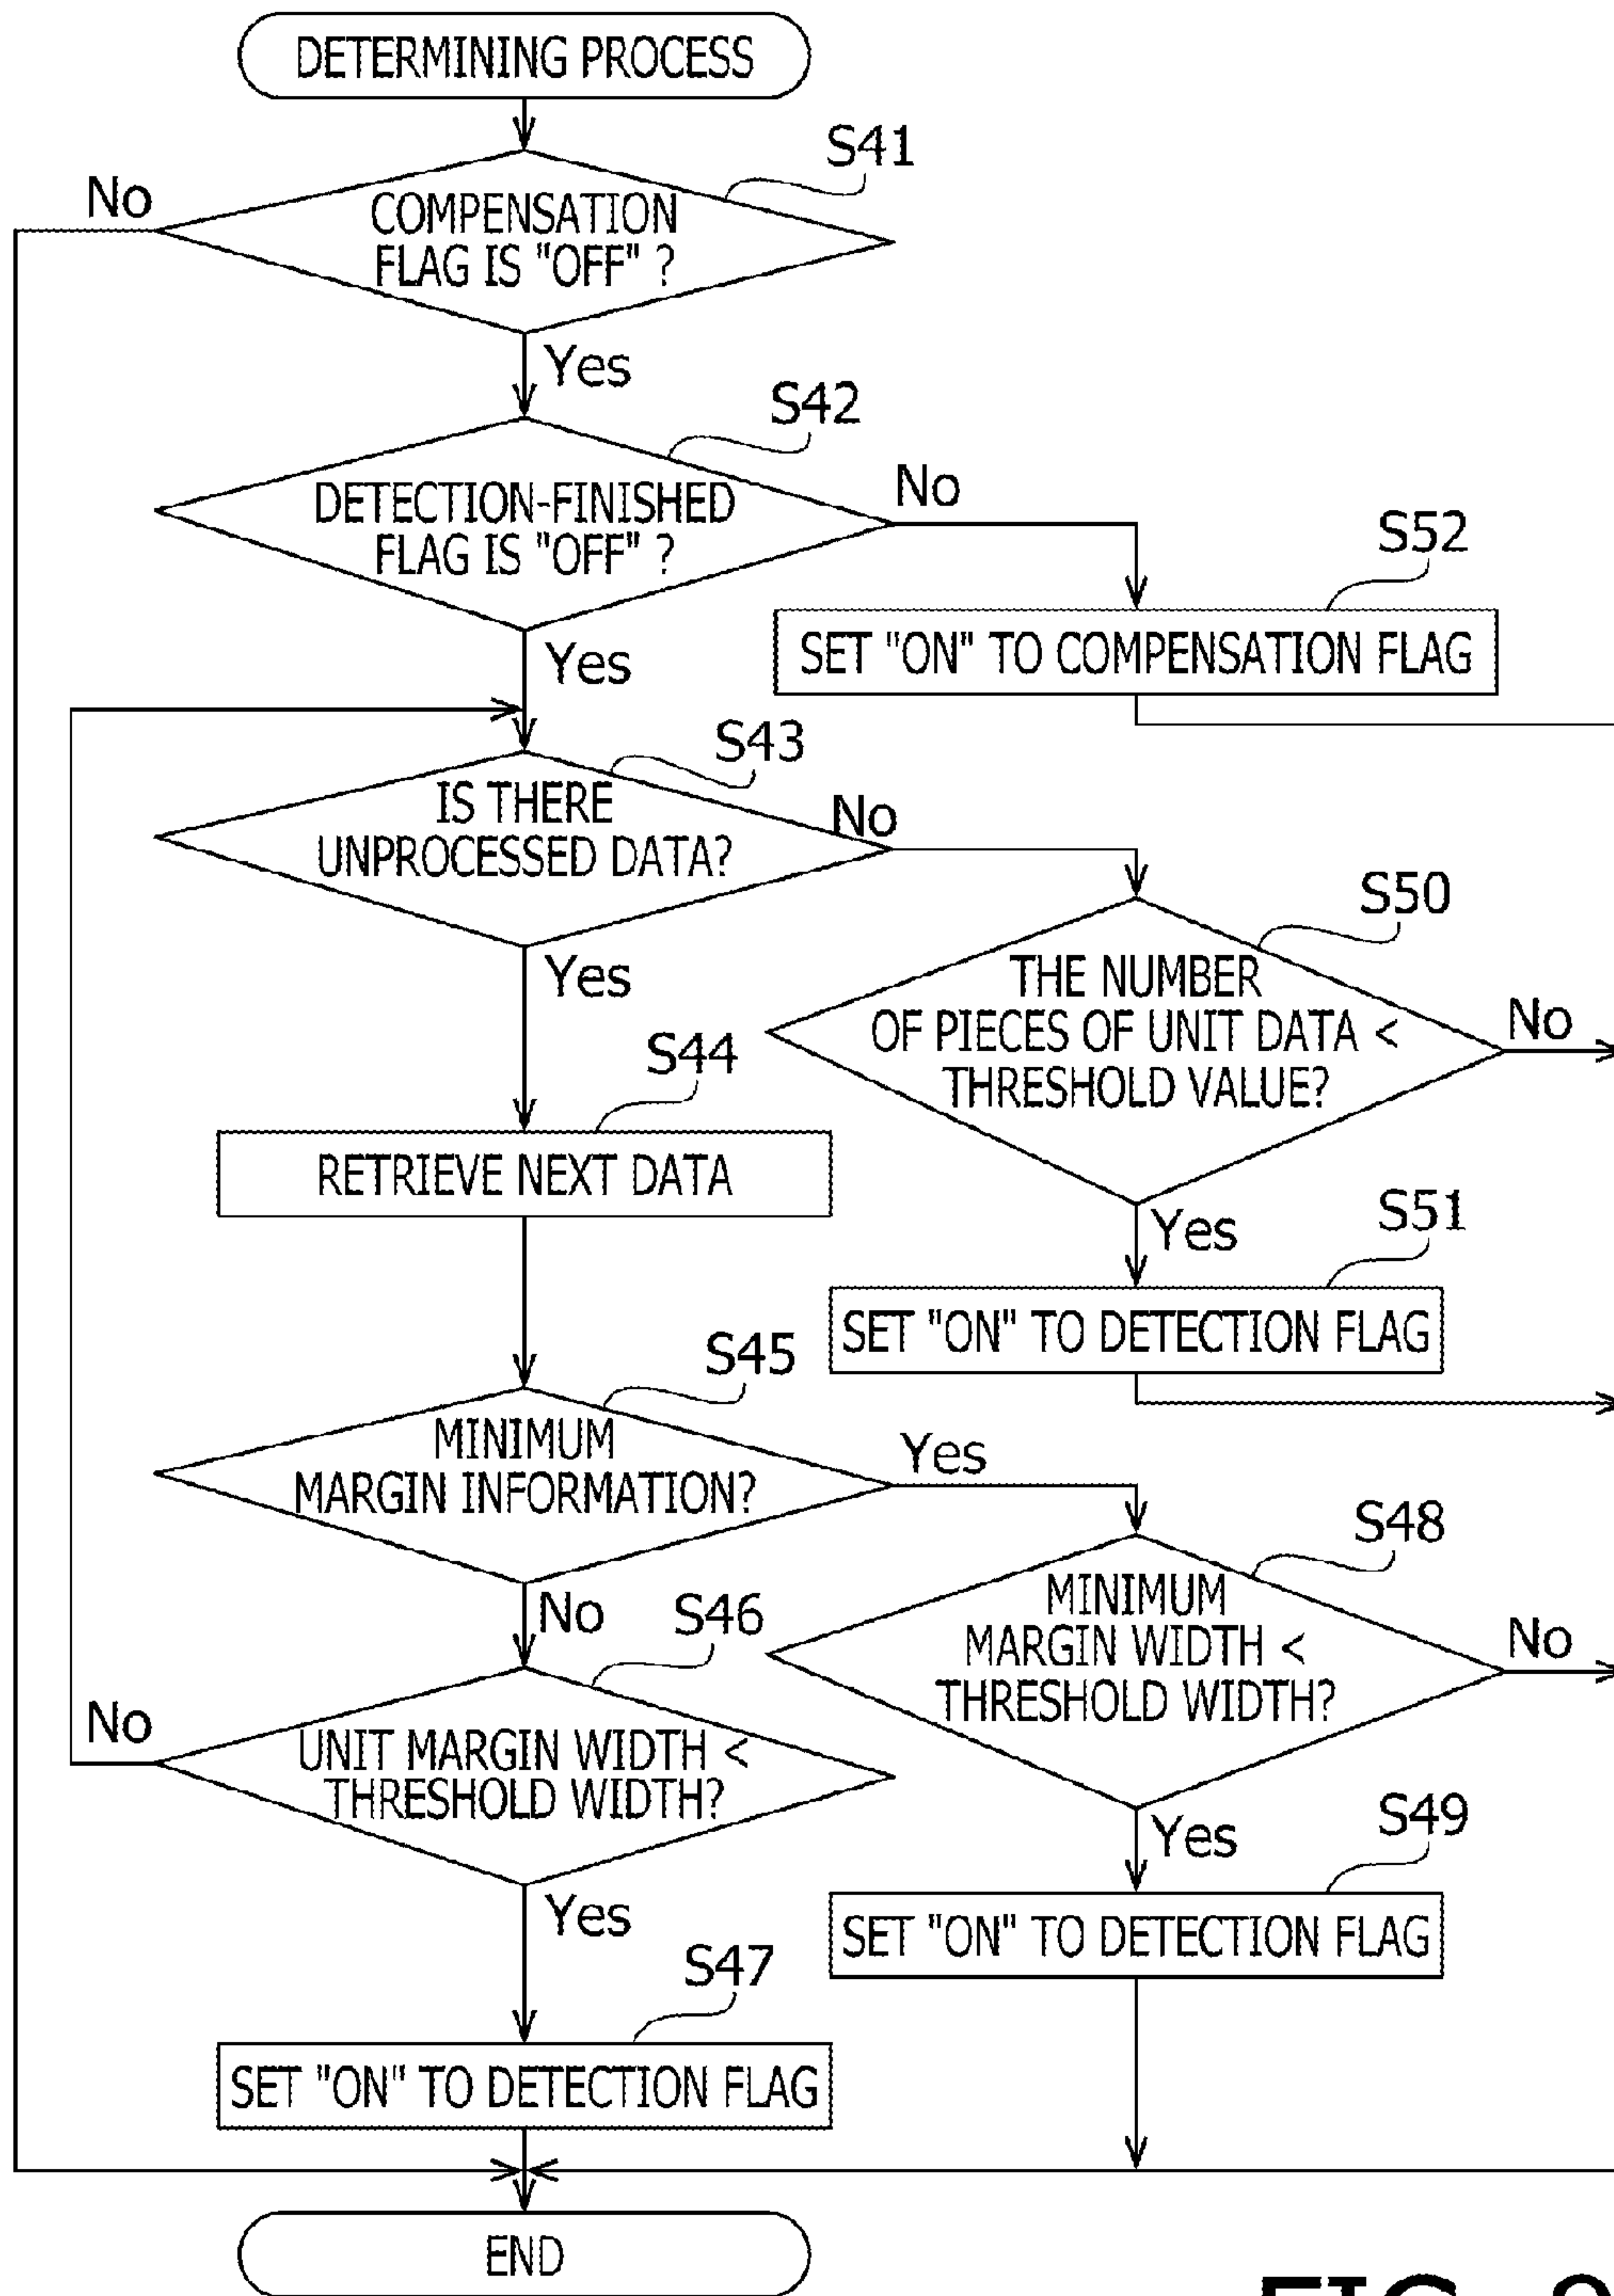 DETERMINING PROCESS
S41
No
COMPENSATION
FLAG IS "OFF" ?
Yes
S42
DETECTION-FINISHED
FLAG IS "OFF" ?
No
S52
SET "ON" TO COMPENSATION FLAG
Yes
S43
IS THERE
UNPROCESSED DATA?
No
S50
THE NUMBER
OF PIECES OF UNIT DATA <
THRESHOLD VALUE?
No
Yes
S44
RETRIEVE NEXT DATA
Yes
S51
SET "ON" TO DETECTION FLAG
S45
MINIMUM
MARGIN INFORMATION?
Yes
S48
MINIMUM
MARGIN WIDTH <
THRESHOLD WIDTH?
No
No
S46
UNIT MARGIN WIDTH <
THRESHOLD WIDTH?
No
Yes
S49
SET "ON" TO DETECTION FLAG
Yes
S47
SET "ON" TO DETECTION FLAG
END
FIG.